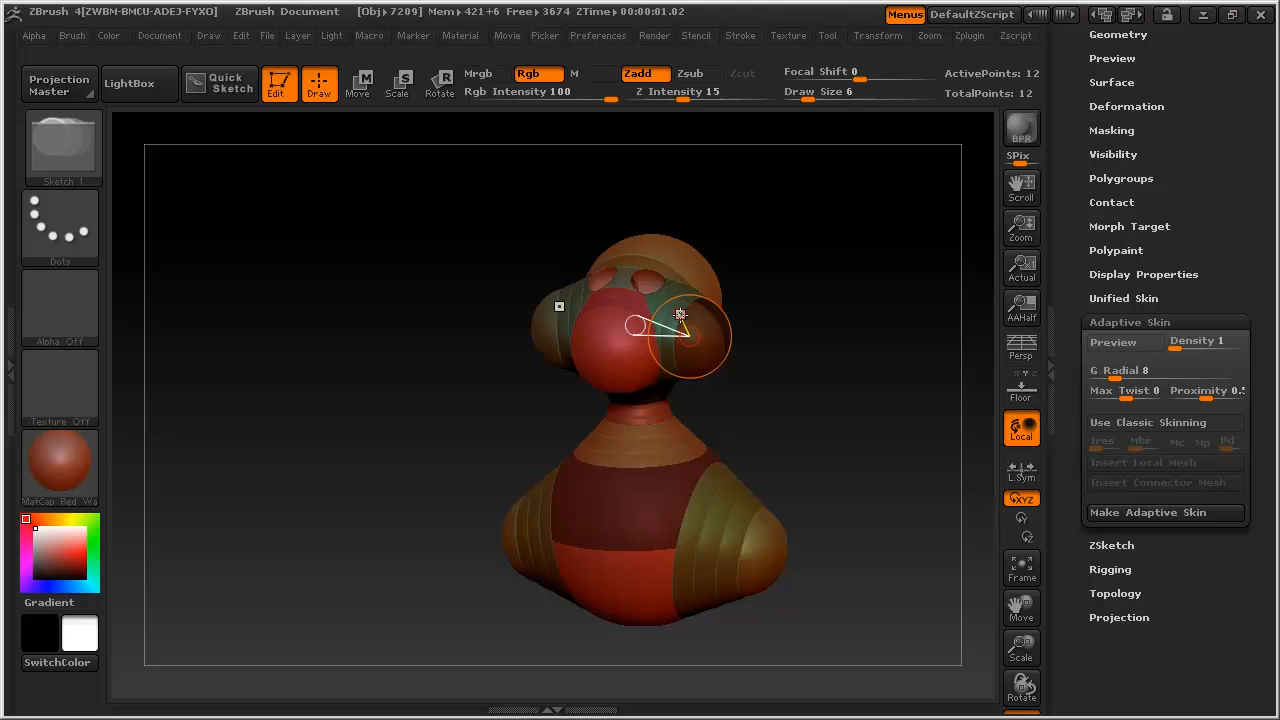 ZBrush 4[ZWBM-BMCU-ADEJ-FYXO] ZBrush Document [Obj▸7209] Mem▸421+6 Free▸3674 ZTime▸00:00:01.02 Menus DefaultZScript
Alpha Brush Color Document Draw Edit File Layer Light Macro Marker Material Movie Picker Preferences Render Stencil Stroke Texture Tool Transform Zoom Zplugin Zscript
Projection Master
LightBox
Quick Sketch
Edit
Draw
Move
Scale
Rotate
Mrgb Rgb M Zadd Zsub Zcut
Rgb Intensity 100 Z Intensity 15
Focal Shift 0
Draw Size 6
ActivePoints: 12
TotalPoints: 12
Sketch 1
Dots
Alpha Off
Texture Off
MatCap Red Wa
Gradient
SwitchColor
BPR
SPix
Scroll
Zoom
Actual
AAHalf
Persp
Floor
Local
L.Sym
XYZ
Y
Z
Frame
Move
Scale
Rotate
Geometry
Preview
Surface
Deformation
Masking
Visibility
Polygroups
Contact
Morph Target
Polypaint
Display Properties
Unified Skin
Adaptive Skin
Preview Density 1
G Radial 8
Max Twist 0 Proximity 0.5
Use Classic Skinning
Ires Mbr Mc Mp Pd
Insert Local Mesh
Insert Connector Mesh
Make Adaptive Skin
ZSketch
Rigging
Topology
Projection